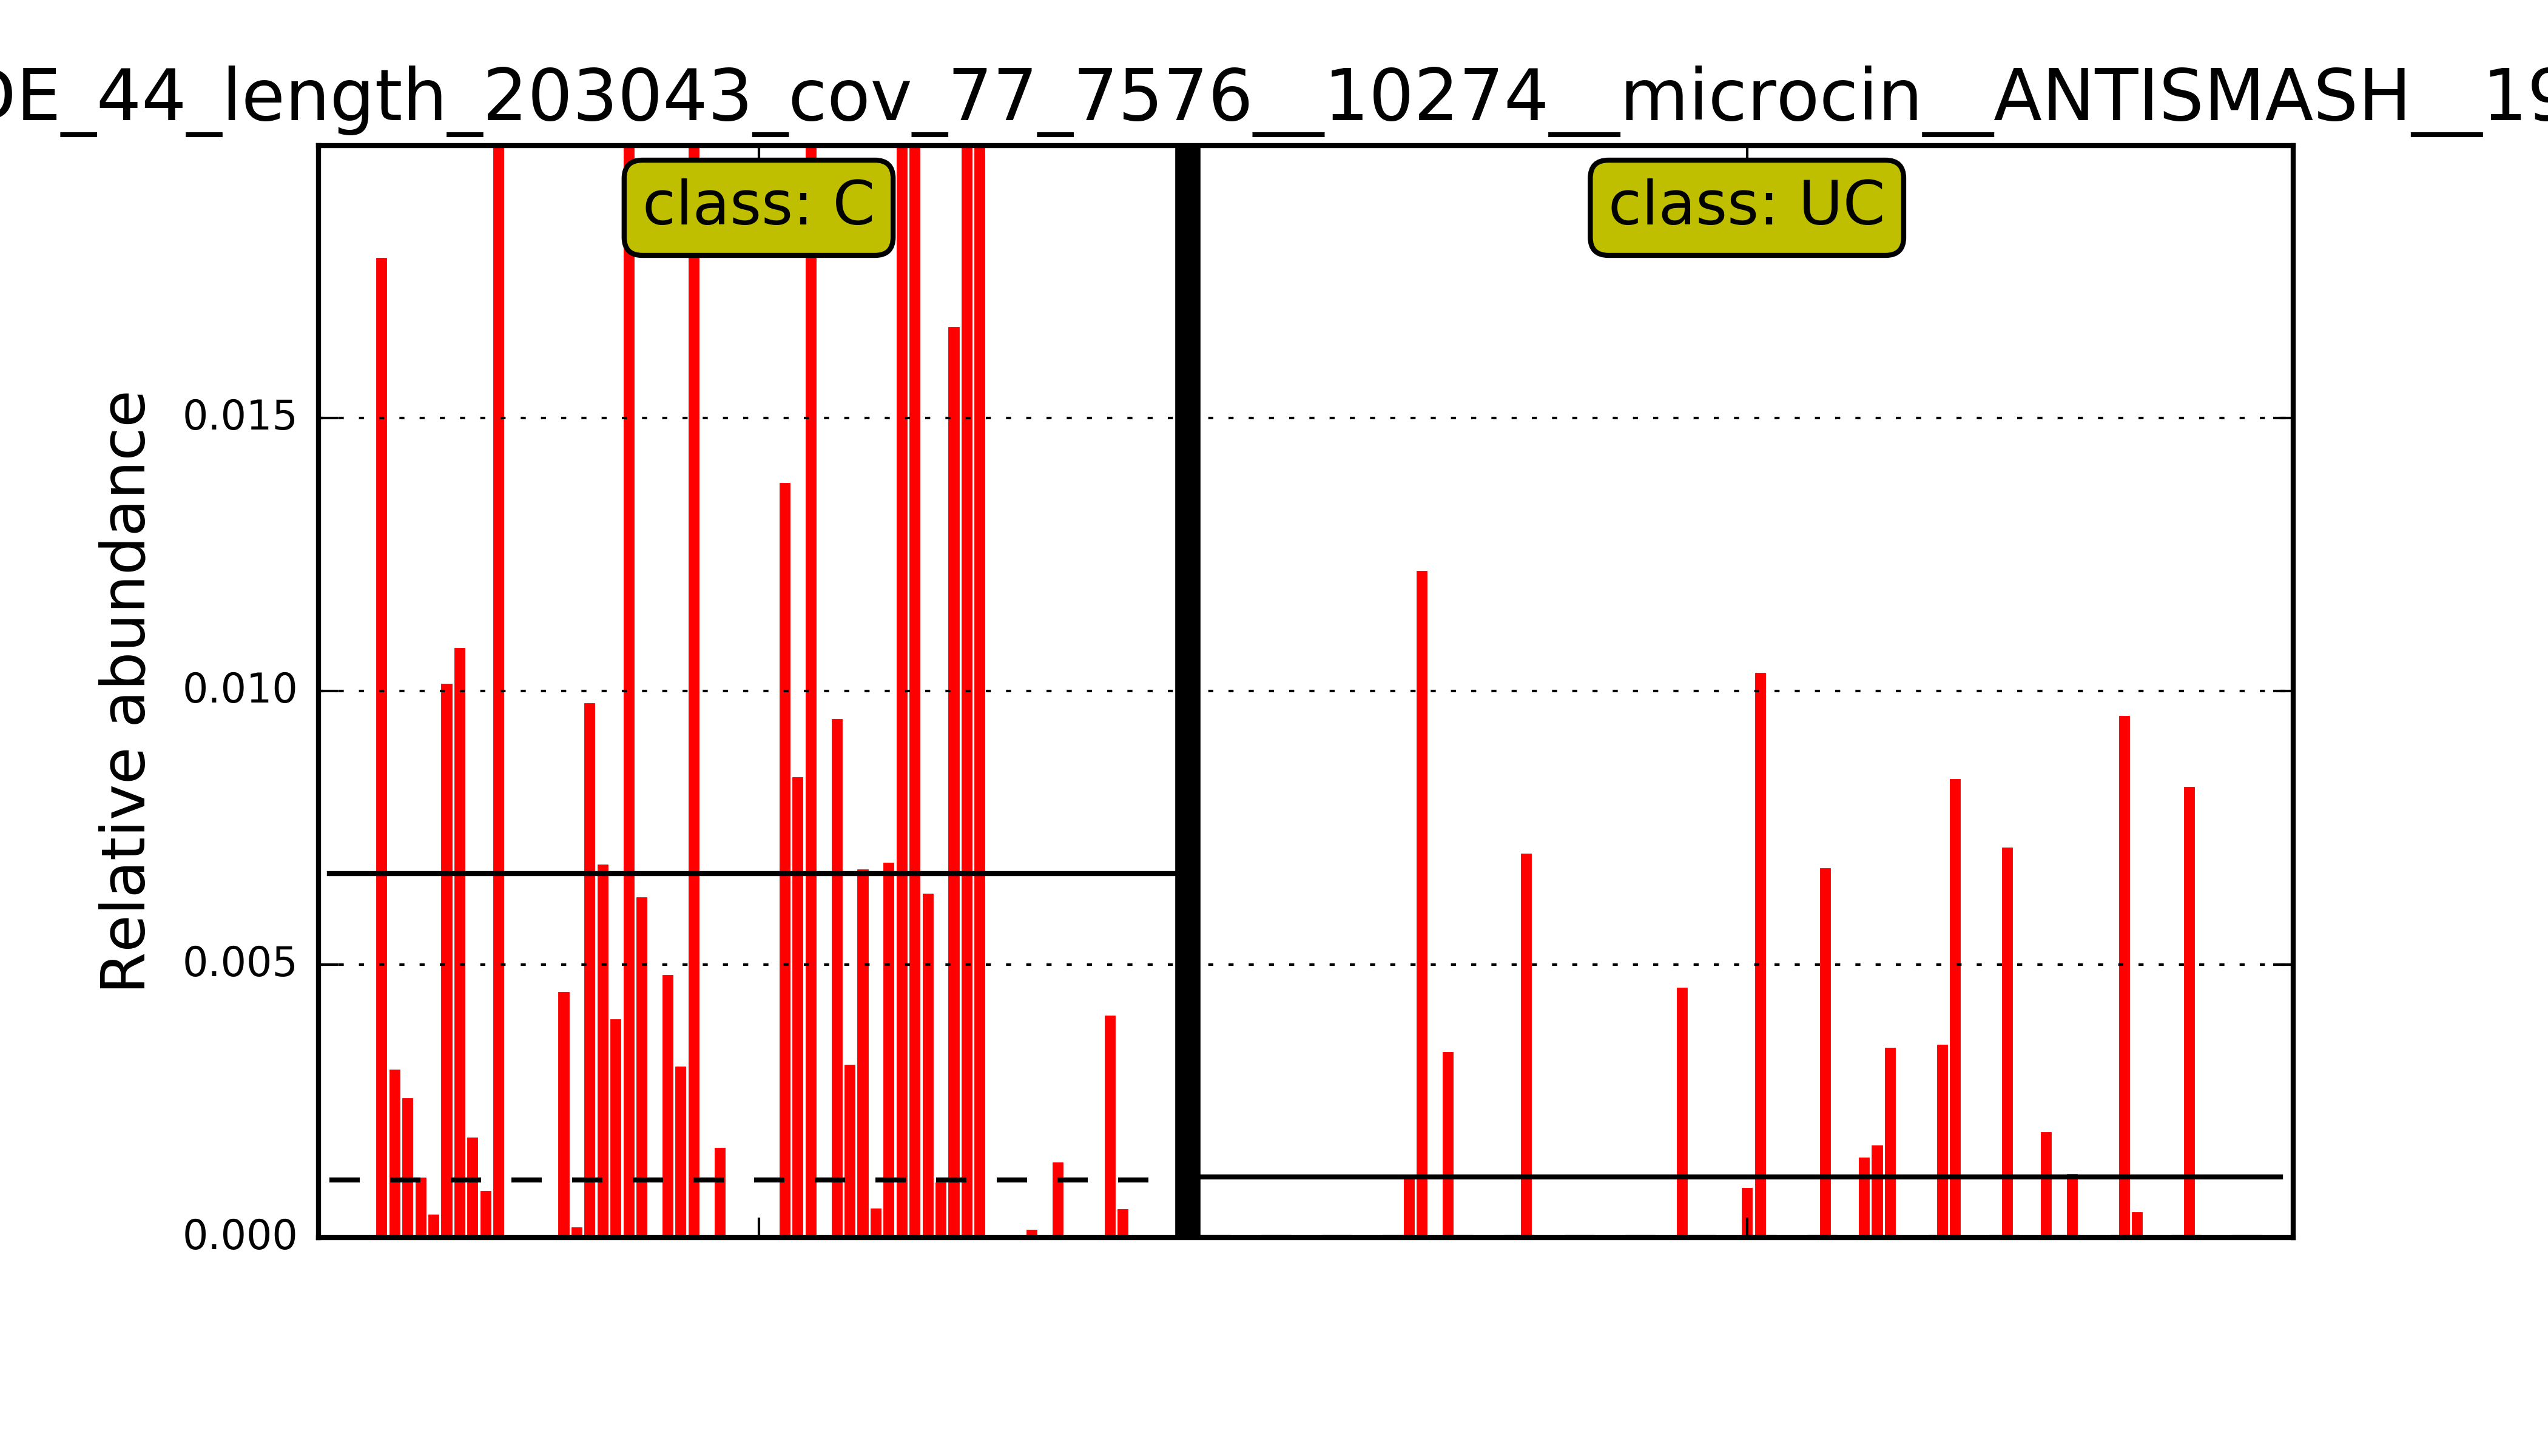 DE_44_length_203043_cov_77_7576__10274__microcin__ANTISMASH__19
class: C
class: UC
Relative abundance
0.015
0.010
0.005
0.000